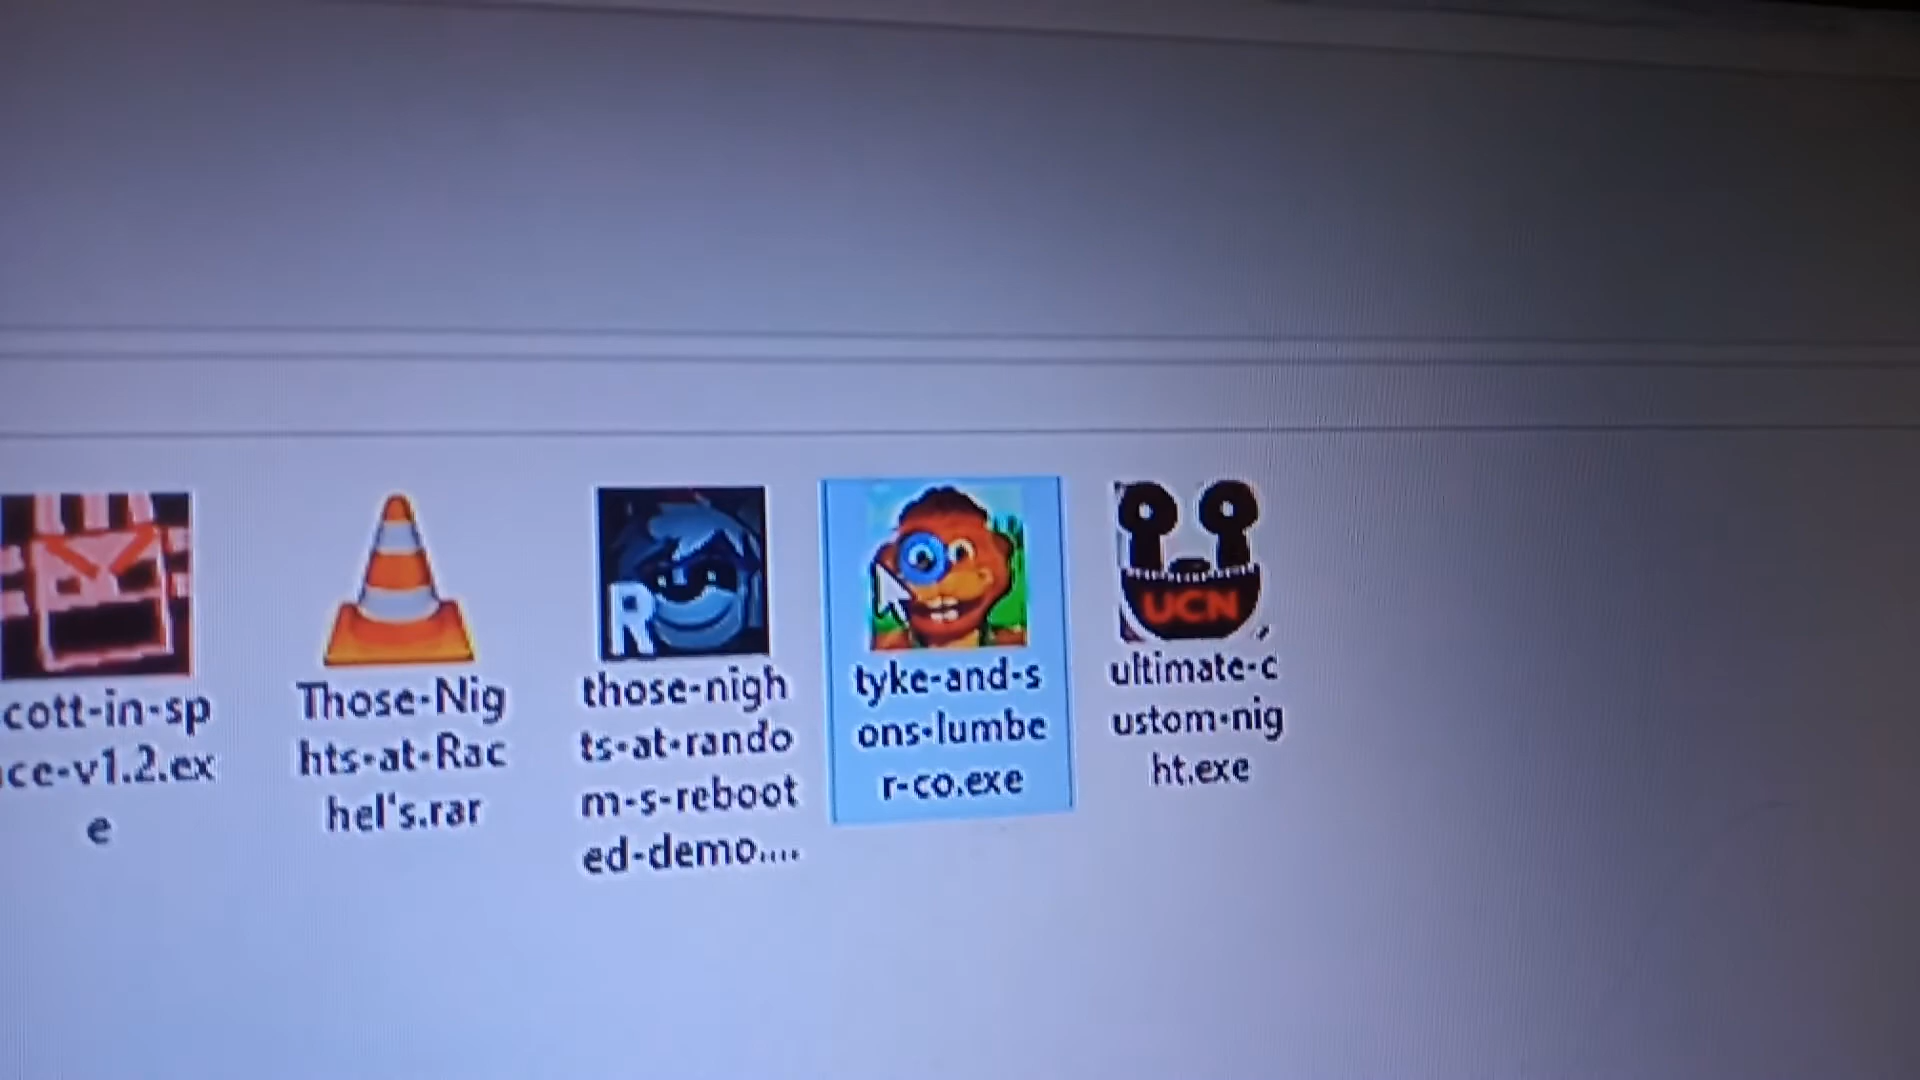 cott-in-sp
ce-v1.2.ex
e
Those-Nig
hts-at-Rac
hel's.rar
R
those-nigh
ts-at-rando
m-s-reboot
ed-demo....
tyke-and-s
ons-lumbe
r-co.exe
UCN
ultimate-c
ustom-nig
ht.exe